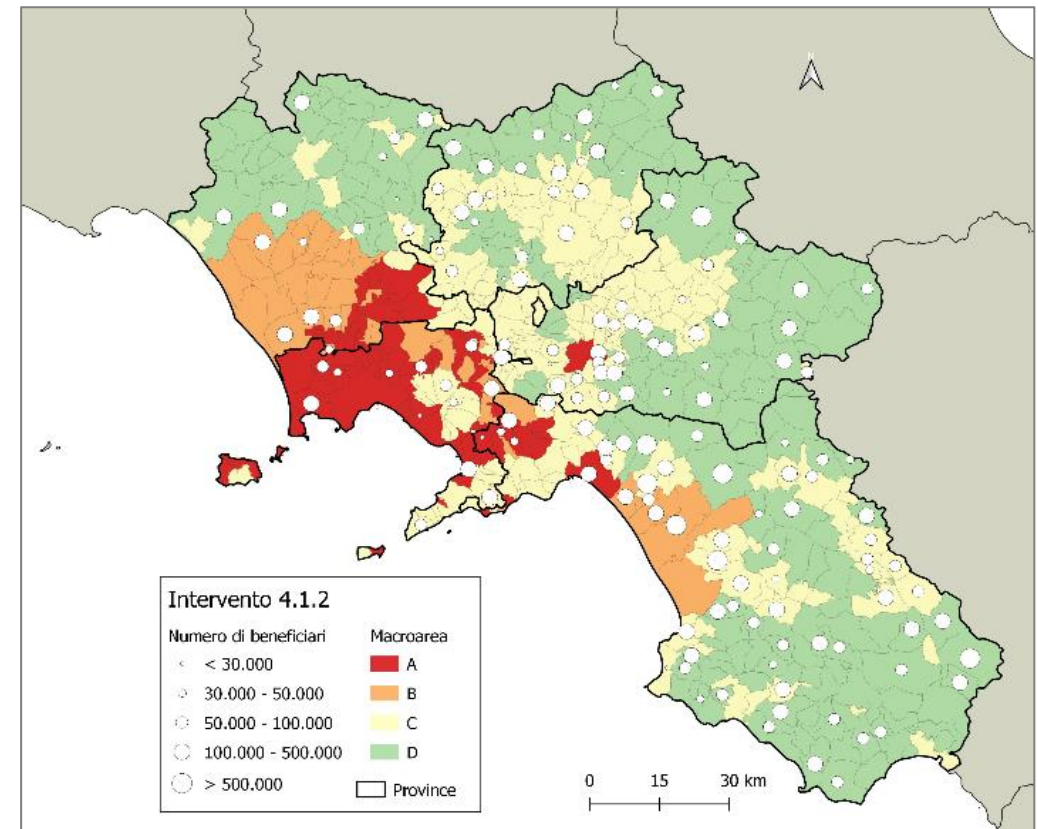 Intervento 4.1.2
Numero di beneficiari
< 30.000
30.000 - 50.000
50.000 - 100.000
100.000 - 500.000
> 500.000
Macroarea
A
B
C
D
Province
0 15 30 km